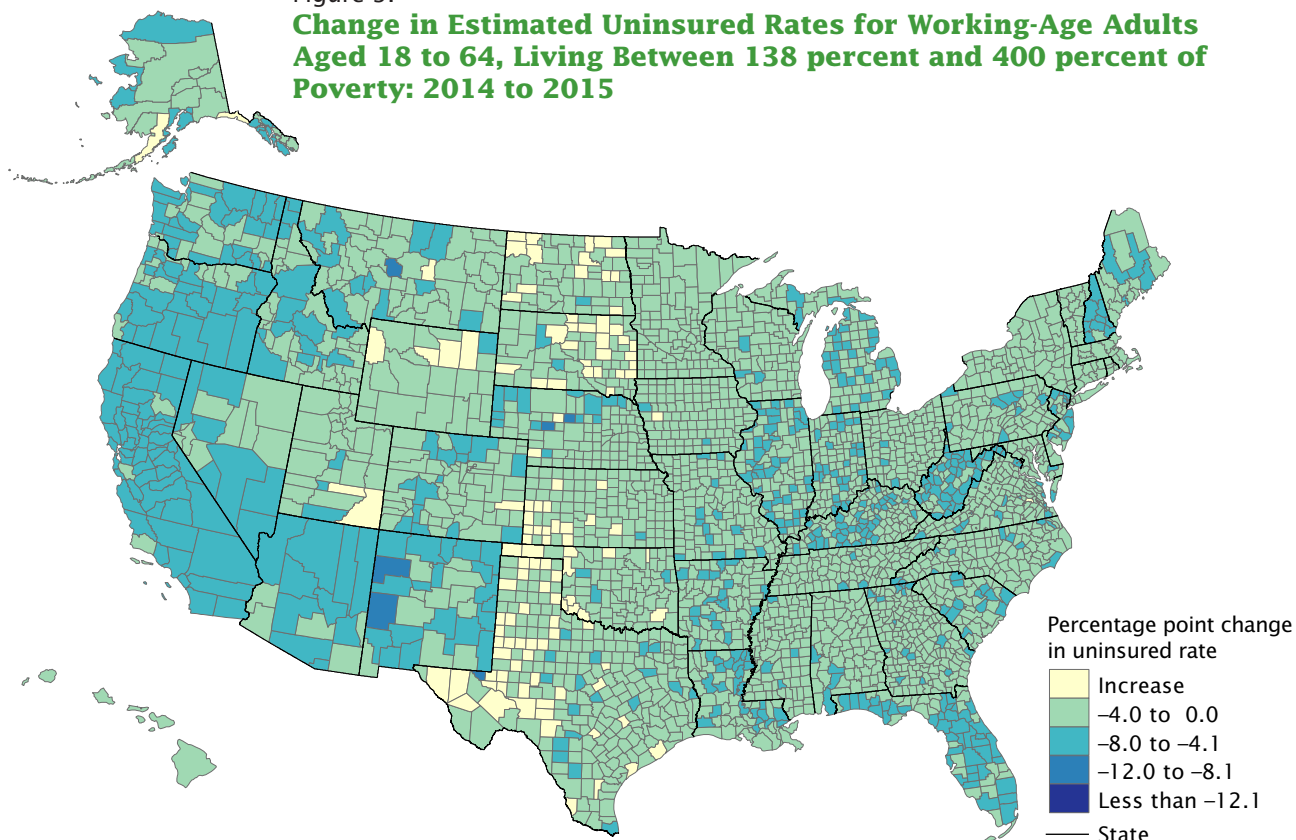 Change in Estimated Uninsured Rates for Working-Age Adults
Aged 18 to 64, Living Between 138 percent and 400 percent of
Poverty: 2014 to 2015
Percentage point change
in uninsured rate
Increase
–4.0 to 0.0
–8.0 to –4.1
–12.0 to –8.1
Less than –12.1
State